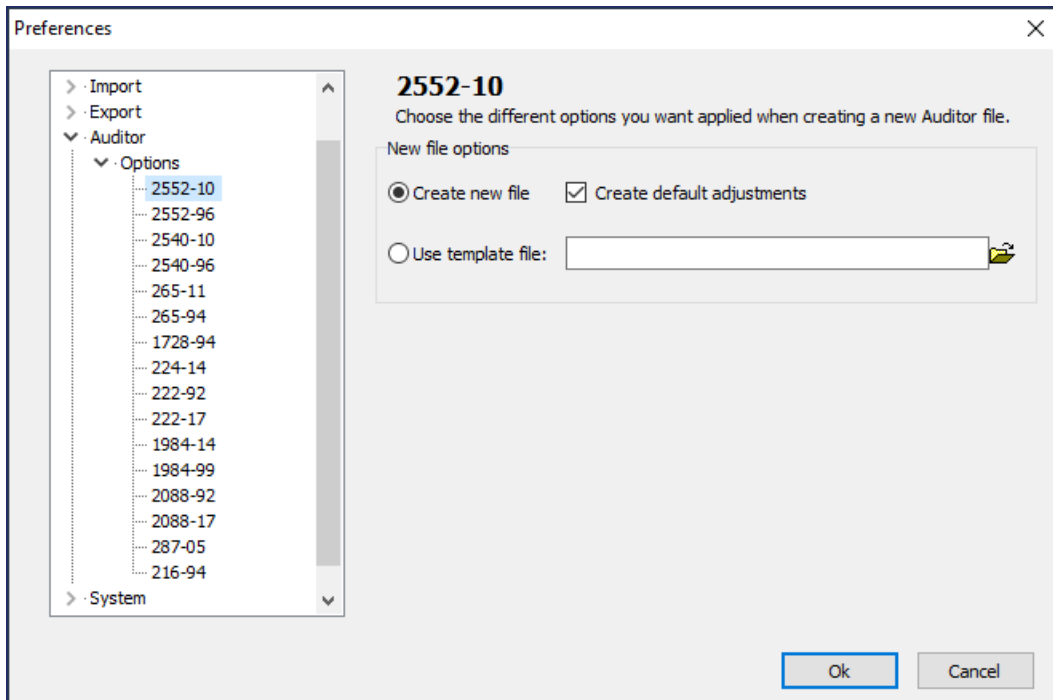 Preferences
Import
Export
Auditor
Options
2552-10
2552-96
2540-10
2540-96
265-11
265-94
1728-94
224-14
222-92
222-17
1984-14
1984-99
2088-92
2088-17
287-05
216-94
System
2552-10
Choose the different options you want applied when creating a new Auditor file.
New file options
Create new file Create default adjustments
Use template file:
Ok Cancel